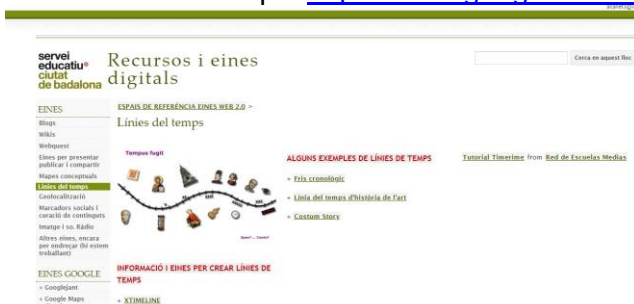 servei
educatiu
ciutat
de badalona
Recursos i eines
digitals
Cerca en aquest lloc
EINES
Blogs
Wikis
Webquest
Eines per presentar
publicar i compartir
Mapes conceptuals
Línies del temps
Geolocalització
Marcadors socials i
curació de continguts
Imatge i so. Ràdio
Altres eines, encara
per endreçar (hi estem
treballant)
EINES GOOGLE
+ Googlejant
+ Google Maps
ESPAIS DE REFERÈNCIA EINES WEB 2.0 >
Línies del temps
Tempus fugit
INFORMACIÓ I EINES PER CREAR LÍNIES DE
TEMPS
+ XTIMELINE
ALGUNS EXEMPLES DE LÍNIES DE TEMPS
+ Fris cronològic
+ Línia del temps d'història de l'art
+ Costum Story
Tutorial Timerime from Red de Escuelas Medias